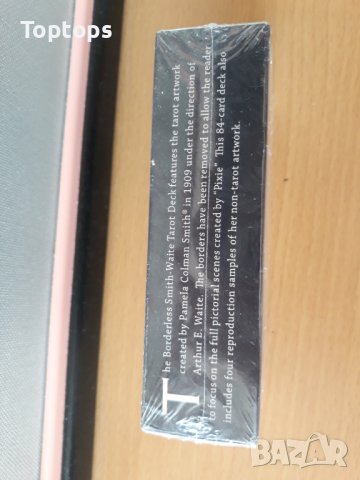 Toptops
The Borderless Smith-Waite Tarot Deck features the tarot artwork
created by Pamela Colman Smith® in 1909 under the direction of
Arthur E. Waite. The borders have been removed to allow the reader
to focus on the full pictorial scenes created by "Pixie" This 84-card deck also
includes four reproduction samples of her non-tarot artwork.
BAZAR